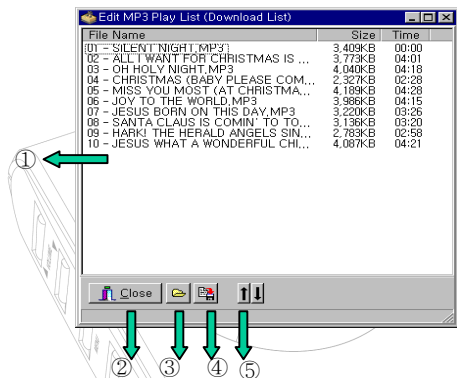 Edit MP3 Play List (Download List)
File Name Size Time
01 - SILENT NIGHT,MP3 3,409KB 00:00
02 - ALL I WANT FOR CHRISTMAS IS ,,, 3,773KB 04:01
03 - OH HOLY NIGHT,MP3 4,040KB 04:18
04 - CHRISTMAS (BABY PLEASE COM,,, 2,327KB 02:28
05 - MISS YOU MOST (AT CHRISTMA,,, 4,189KB 04:28
06 - JOY TO THE WORLD,MP3 3,986KB 04:15
07 - JESUS BORN ON THIS DAY,MP3 3,220KB 03:26
08 - SANTA CLAUS IS COMIN' TO TO,,, 3,136KB 03:20
09 - HARK! THE HERALD ANGELS SIN,,, 2,783KB 02:58
10 - JESUS WHAT A WONDERFUL CHI,,, 4,087KB 04:21
①
Close
② ③ ④ ⑤